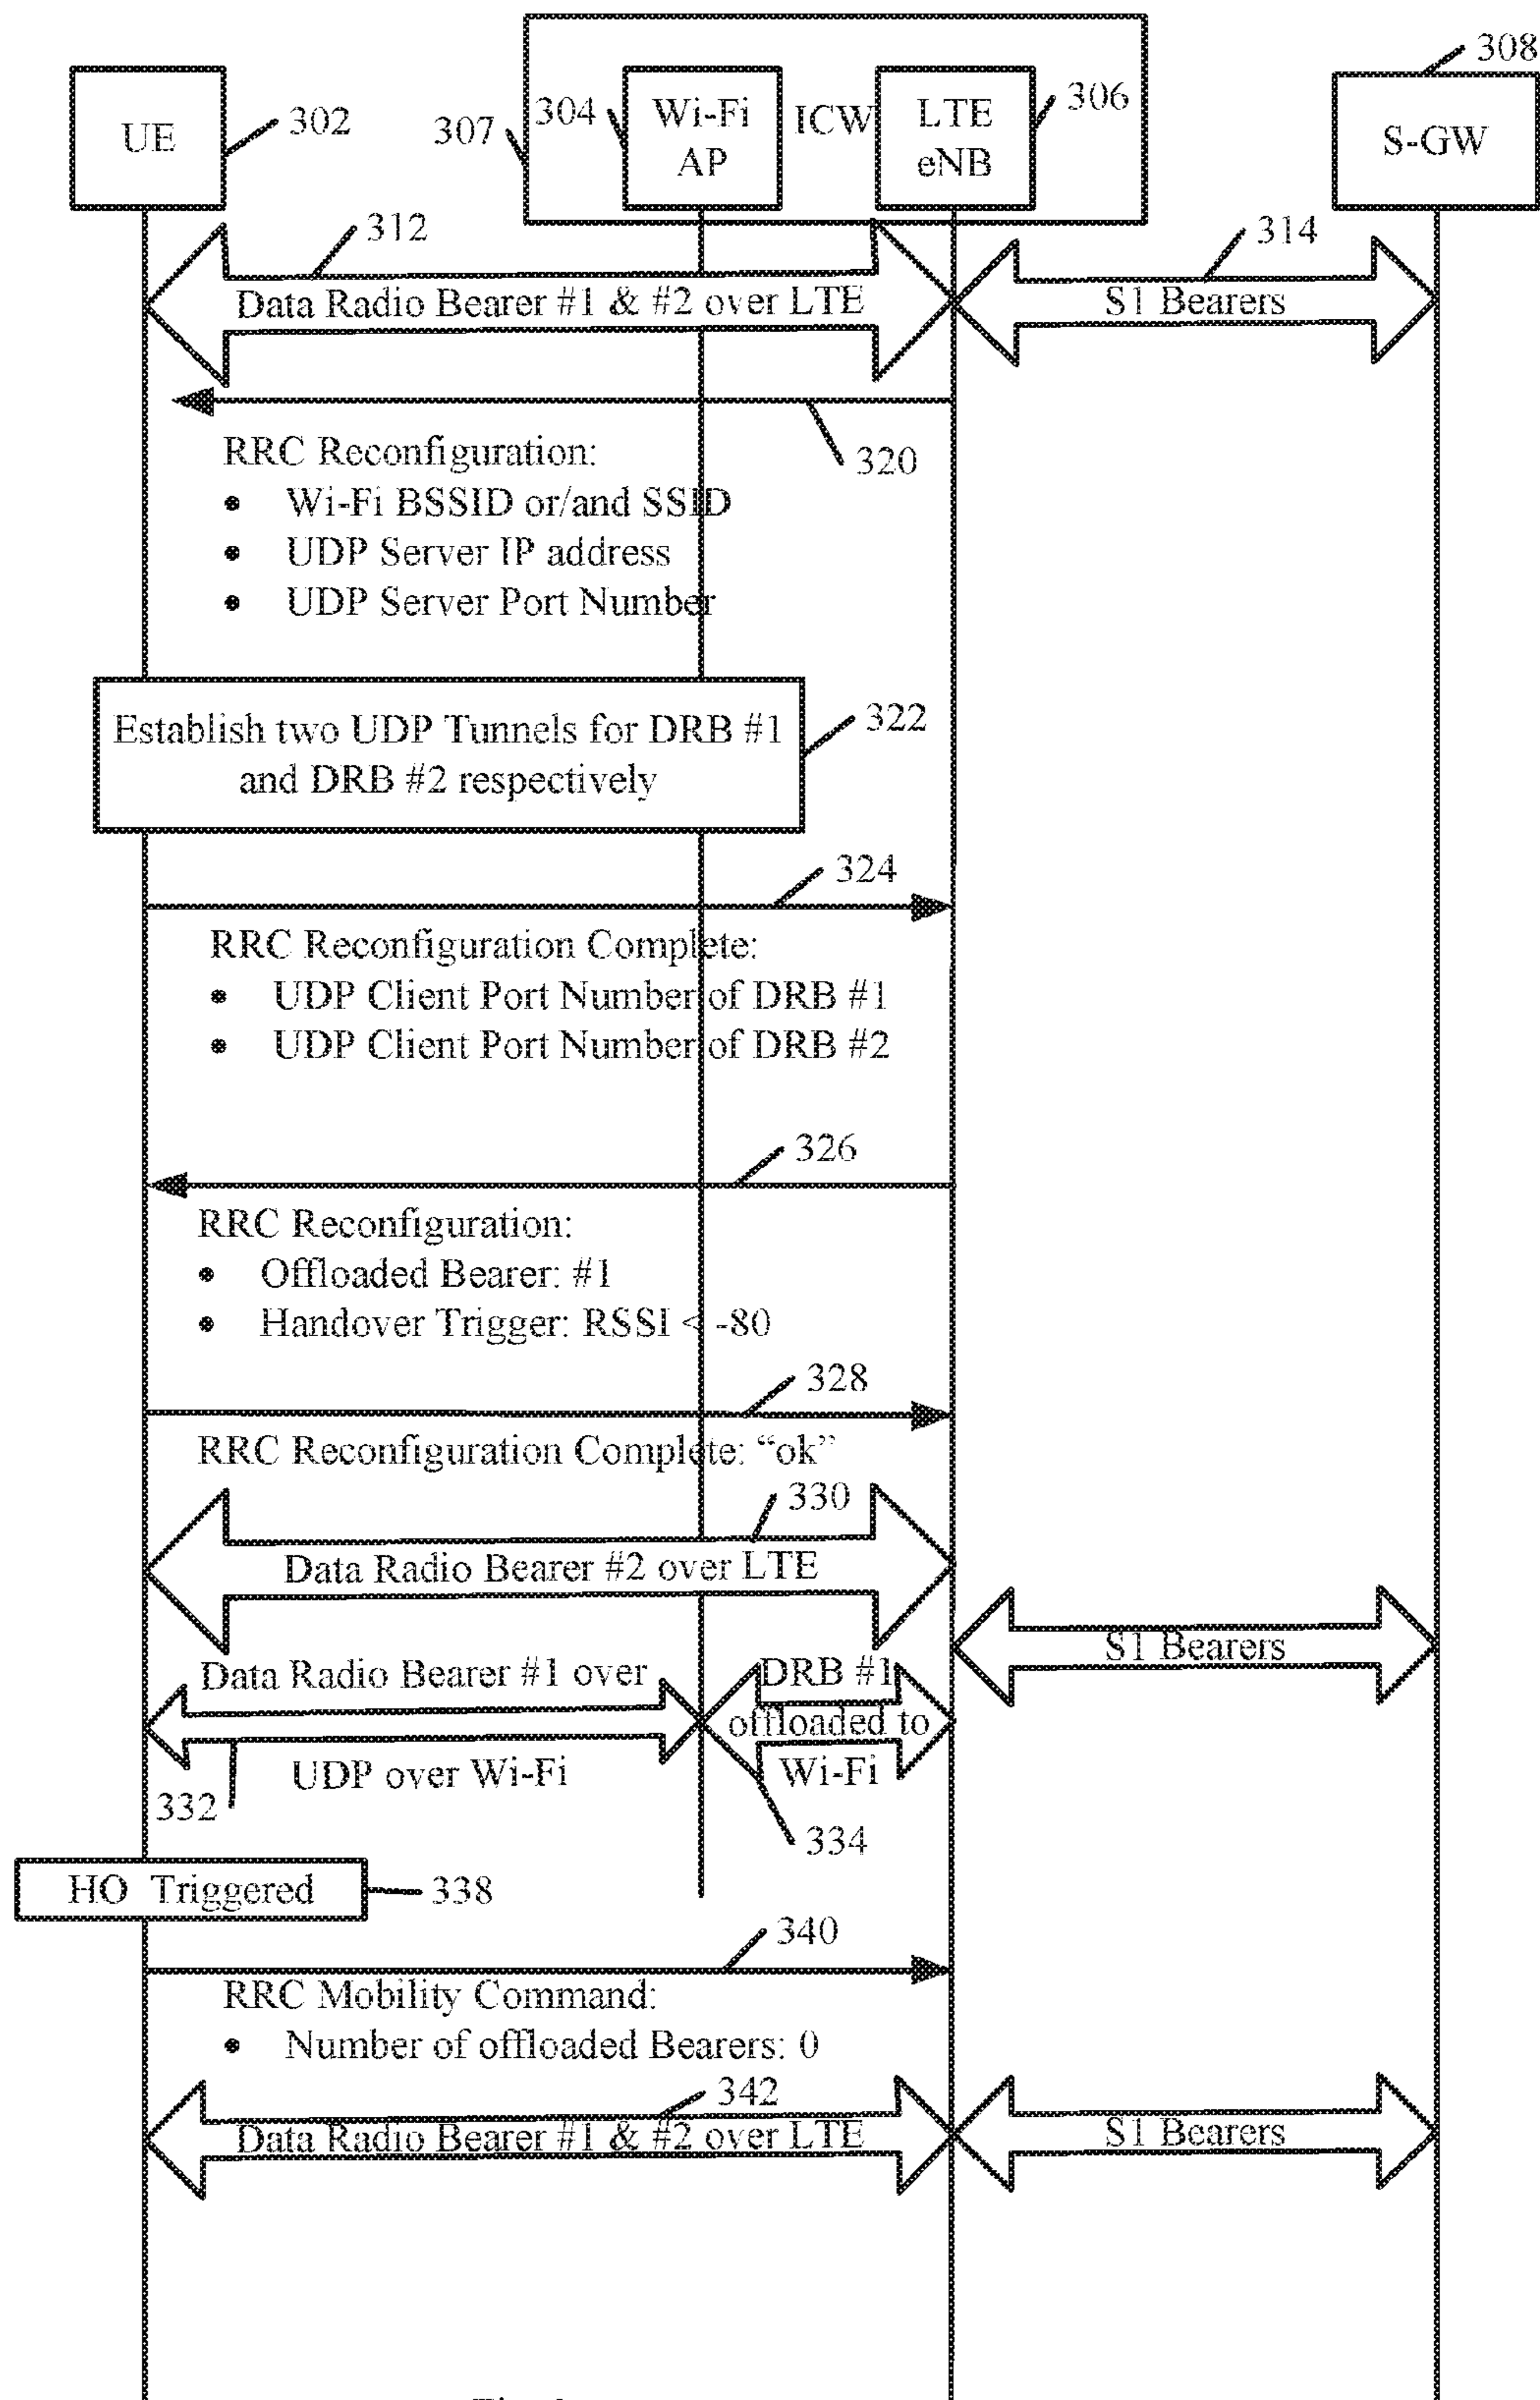 308
UE
302
307
304
Wi-Fi
AP
ICW
LTE
eNB
306
S-GW
312
314
Data Radio Bearer #1 & #2 over LTE
S1 Bearers
320
RRC Reconfiguration:
• Wi-Fi BSSID or/and SSID
• UDP Server IP address
• UDP Server Port Number
Establish two UDP Tunnels for DRB #1
and DRB #2 respectively
322
324
RRC Reconfiguration Complete:
• UDP Client Port Number of DRB #1
• UDP Client Port Number of DRB #2
326
RRC Reconfiguration:
• Offloaded Bearer: #1
• Handover Trigger: RSSI < -80
328
RRC Reconfiguration Complete: “ok”
330
Data Radio Bearer #2 over LTE
S1 Bearers
Data Radio Bearer #1 over
UDP over Wi-Fi
DRB #1
offloaded to
Wi-Fi
332
334
HO Triggered
338
340
RRC Mobility Command:
• Number of offloaded Bearers: 0
342
Data Radio Bearer #1 & #2 over LTE
S1 Bearers